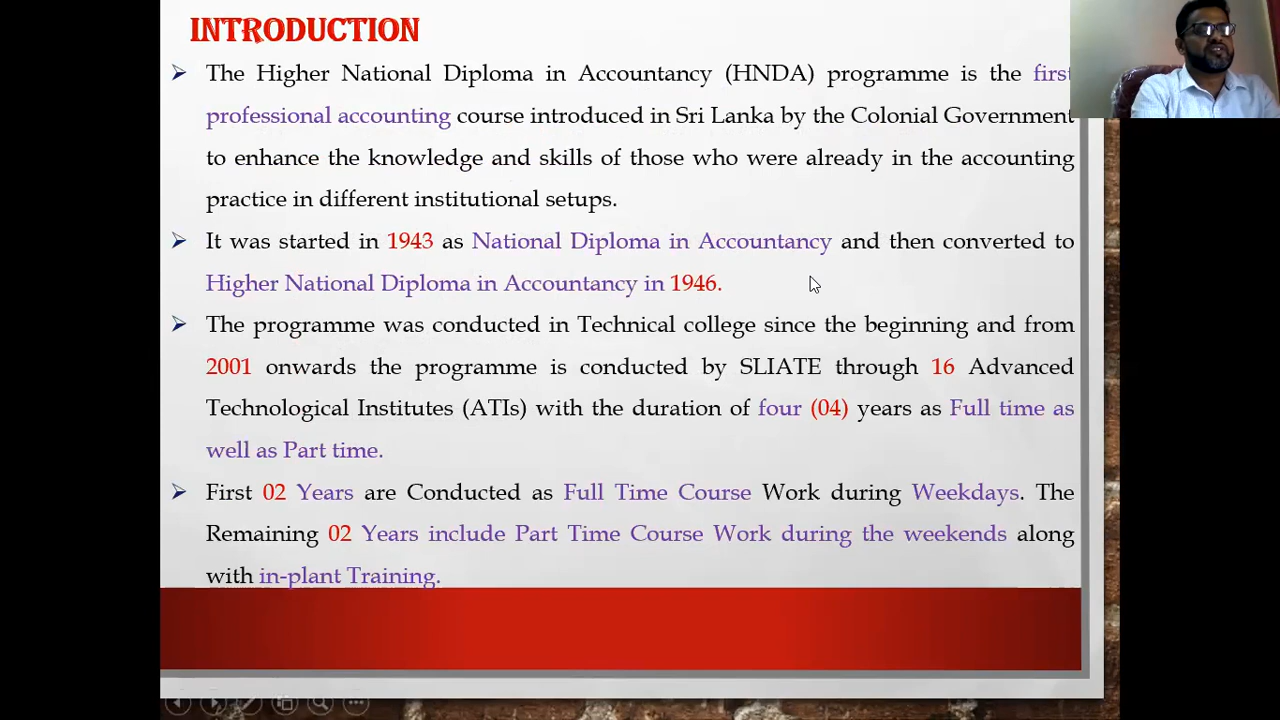 INTRODUCTION
The Higher National Diploma in Accountancy (HNDA) programme is the first
professional accounting course introduced in Sri Lanka by the Colonial Government
to enhance the knowledge and skills of those who were already in the accounting
practice in different institutional setups.
It was started in 1943 as National Diploma in Accountancy and then converted to
Higher National Diploma in Accountancy in 1946.
The programme was conducted in Technical college since the beginning and from
2001 onwards the programme is conducted by SLIATE through 16 Advanced
Technological Institutes (ATIs) with the duration of four (04) years as Full time as
well as Part time.
First 02 Years are Conducted as Full Time Course Work during Weekdays. The
Remaining 02 Years include Part Time Course Work during the weekends along
with in-plant Training.